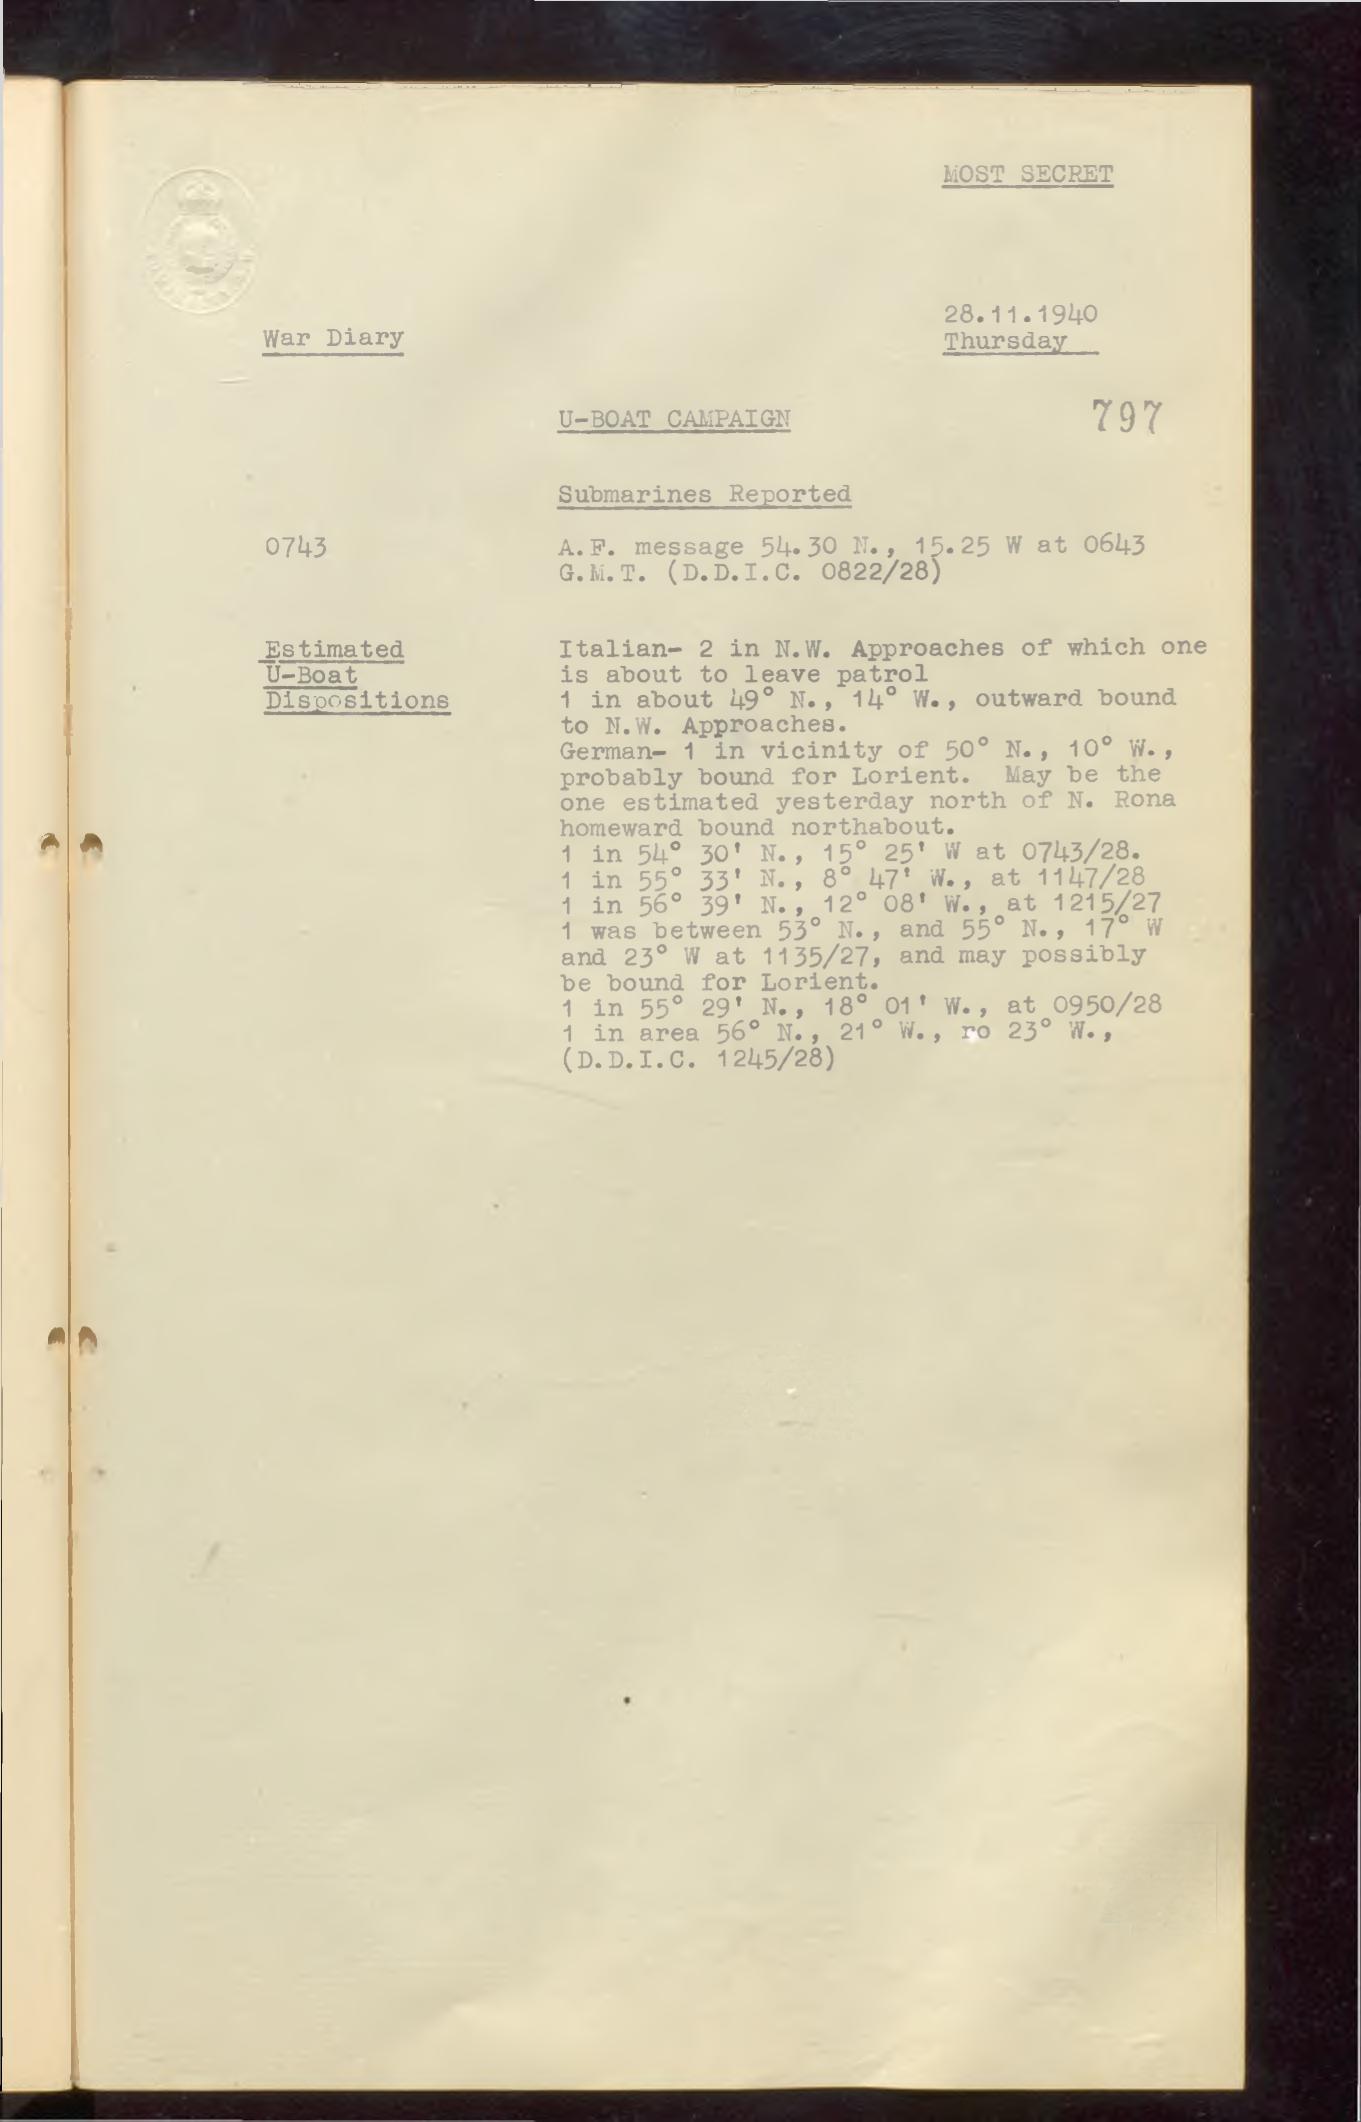 MOST SECRET
28.11.1940
War Diary
Thursday
U-BOAT CAMPAIGN
797
Submarines Reported
0743
A.F. message 54.30 N., 15.25 W at 0643
G.M.T. (D.D.I.C. 0822/28)
Estimated
U-Boat
Dispositions
Italian- 2 in N.W. Approaches of which one
is about to leave patrol
1 in about 49° N., 14° W., outward bound
to N.W. Approaches.
German- 1 in vicinity of 50° N., 10° W.,
probably bound for Lorient. May be the
one estimated yesterday north of N. Rona
homeward bound northabout.
1 in 54° 30' N., 15° 25' W at 0743/28.
1 in 55° 33' N., 8° 47' W., at 1147/28
1 in 56° 39' N., 12° 08' W., at 1215/27
1 was between 53° N., and 55° N., 17° W
and 23° W at 1135/27, and may possibly
be bound for Lorient.
1 in 55° 29' N., 18° 01' W., at 0950/28
1 in area 56° N., 21° W., ro 23° W.,
(D.D.I.C. 1245/28)